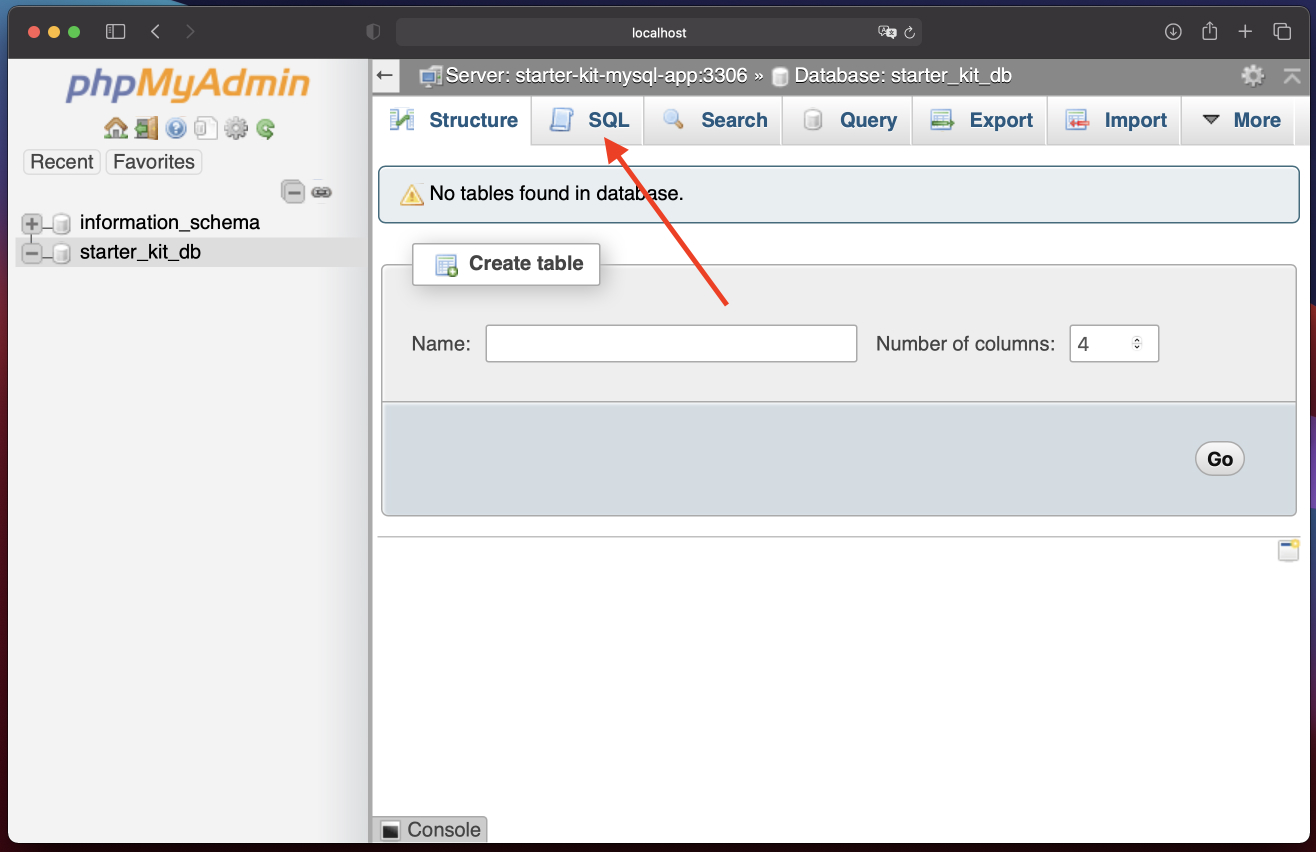 localhost
phpMyAdmin
Recent Favorites
information_schema
starter_kit_db
Server: starter-kit-mysql-app:3306 » Database: starter_kit_db
Structure SQL Search Query Export Import More
No tables found in database.
Create table
Name: Number of columns: 4
Go
Console